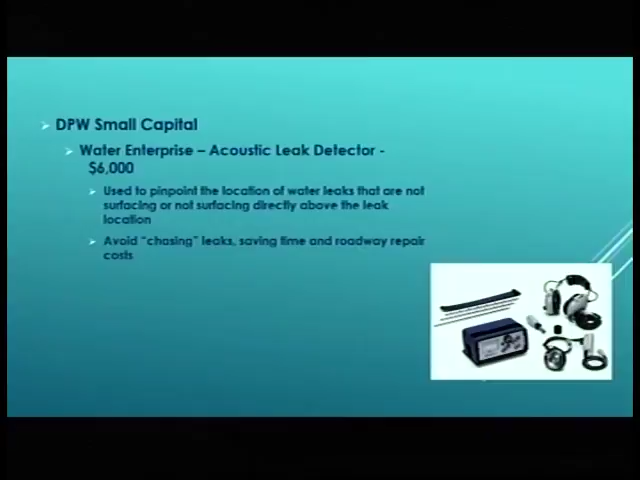 DPW Small Capital
Water Enterprise – Acoustic Leak Detector -
$6,000
Used to pinpoint the location of water leaks that are not
surfacing or not surfacing directly above the leak
location
Avoid “chasing” leaks, saving time and roadway repair
costs